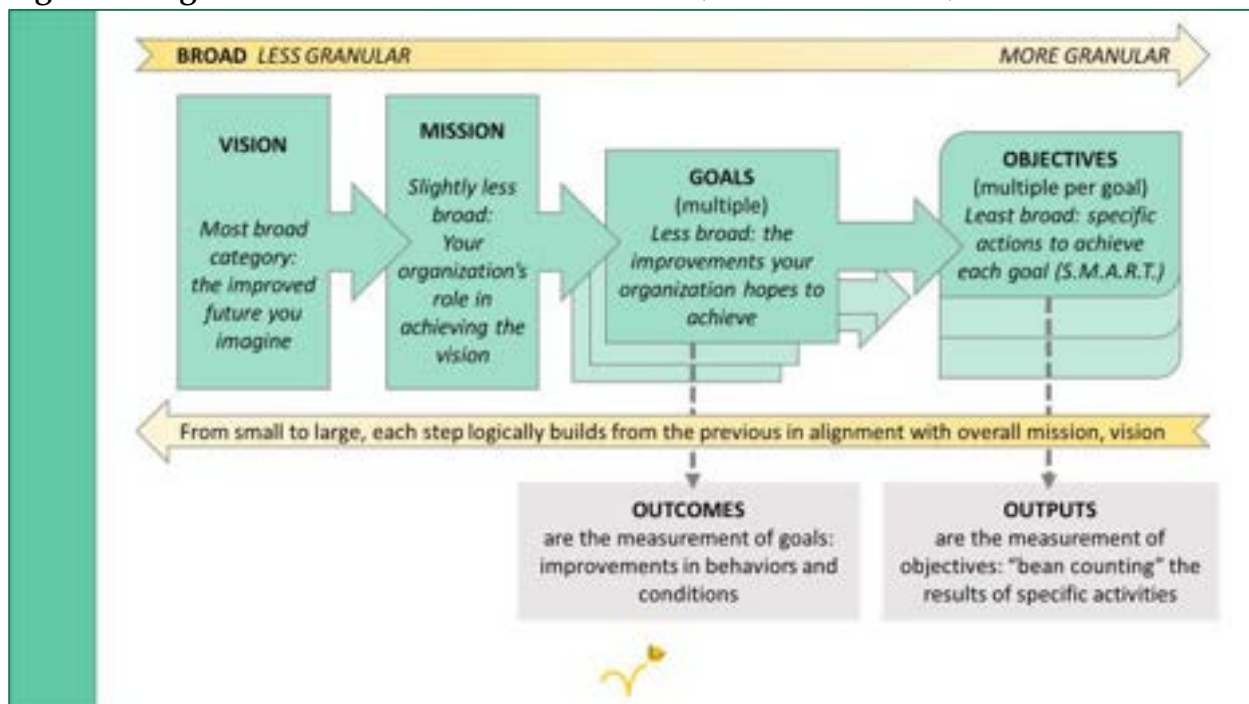 BROAD LESS GRANULAR
MORE GRANULAR
VISION
Most broad
category:
the improved
future you
imagine
MISSION
Slightly less
broad:
Your
organization's
role in
achieving the
vision
GOALS
(multiple)
Less broad: the
improvements your
organization hopes to
achieve
OBJECTIVES
(multiple per goal)
Least broad: specific
actions to achieve
each goal (S.M.A.R.T.)
From small to large, each step logically builds from the previous in alignment with overall mission, vision
OUTCOMES
are the measurement of goals:
improvements in behaviors and
conditions
OUTPUTS
are the measurement of
objectives: "bean counting" the
results of specific activities